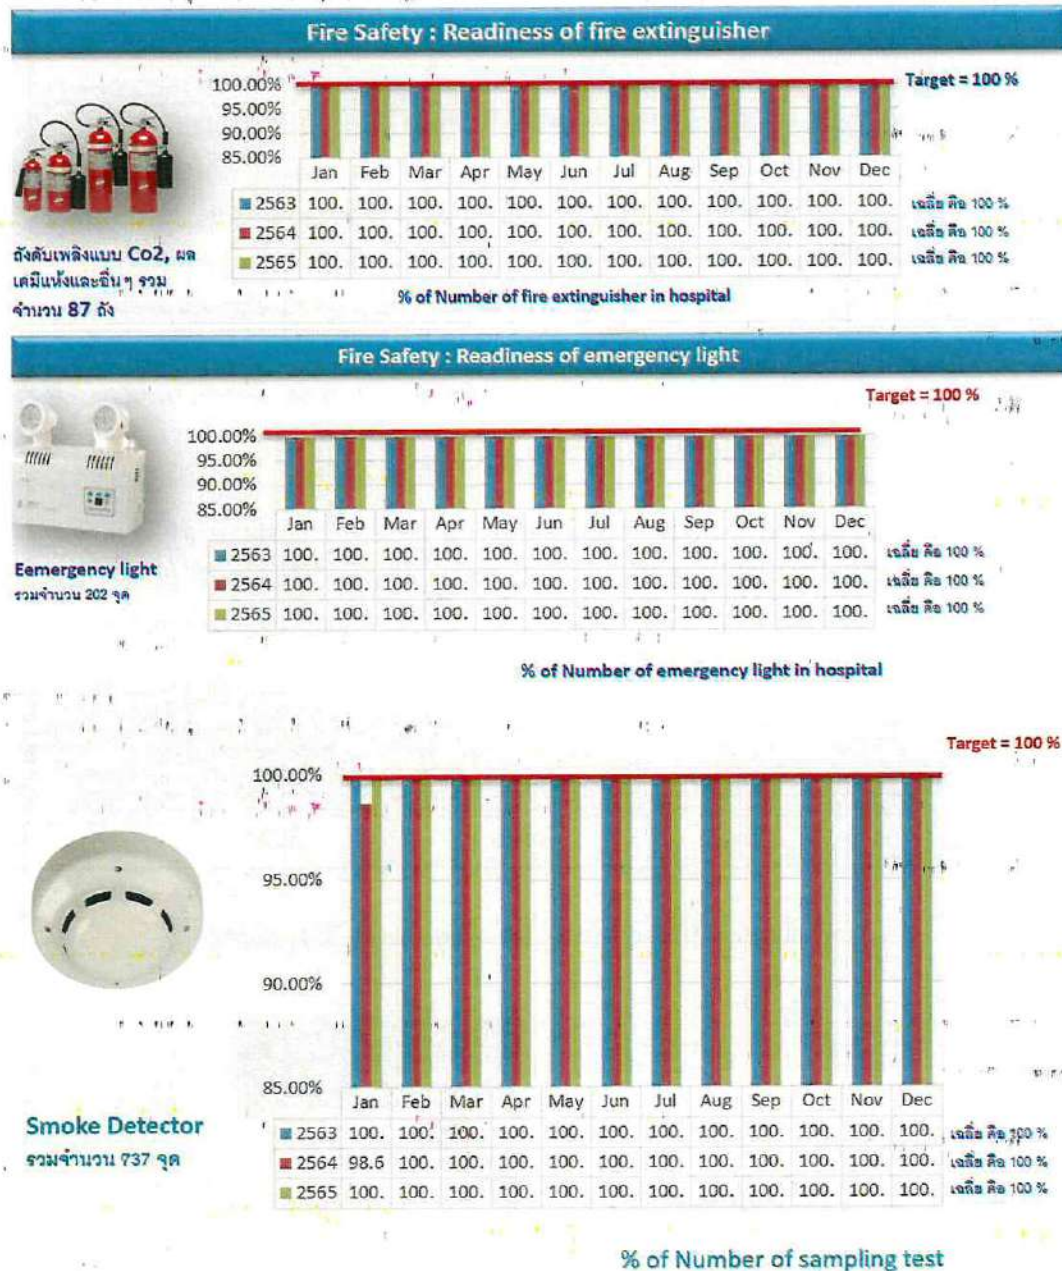 Fire Safety : Readiness of fire extinguisher
Target = 100 %
100.00%
95.00%
90.00%
85.00%
Jan Feb Mar Apr May Jun Jul Aug Sep Oct Nov Dec
2563 100. 100. 100. 100. 100. 100. 100. 100. 100. 100. 100. 100. เฉลี่ย คือ 100 %
2564 100. 100. 100. 100. 100. 100. 100. 100. 100. 100. 100. 100. เฉลี่ย คือ 100 %
2565 100. 100. 100. 100. 100. 100. 100. 100. 100. 100. 100. 100. เฉลี่ย คือ 100 %
ถังดับเพลิงแบบ Co2, ผล
เคมีแห้งและอื่นๆ รวม
จำนวน 87 ถัง
% of Number of fire extinguisher in hospital
Fire Safety : Readiness of emergency light
Target = 100 %
100.00%
95.00%
90.00%
85.00%
Jan Feb Mar Apr May Jun Jul Aug Sep Oct Nov Dec
2563 100. 100. 100. 100. 100. 100. 100. 100. 100. 100. 100. 100. เฉลี่ย คือ 100 %
2564 100. 100. 100. 100. 100. 100. 100. 100. 100. 100. 100. 100. เฉลี่ย คือ 100 %
2565 100. 100. 100. 100. 100. 100. 100. 100. 100. 100. 100. 100. เฉลี่ย คือ 100 %
Eemergency light
รวมจำนวน 202 จุด
% of Number of emergency light in hospital
Target = 100 %
100.00%
95.00%
90.00%
85.00%
Jan Feb Mar Apr May Jun Jul Aug Sep Oct Nov Dec
2563 100. 100. 100. 100. 100. 100. 100. 100. 100. 100. 100. 100. เฉลี่ย คือ 100 %
2564 98.6 100. 100. 100. 100. 100. 100. 100. 100. 100. 100. 100. เฉลี่ย คือ 100 %
2565 100. 100. 100. 100. 100. 100. 100. 100. 100. 100. 100. 100. เฉลี่ย คือ 100 %
Smoke Detector
รวมจำนวน 737 จุด
% of Number of sampling test